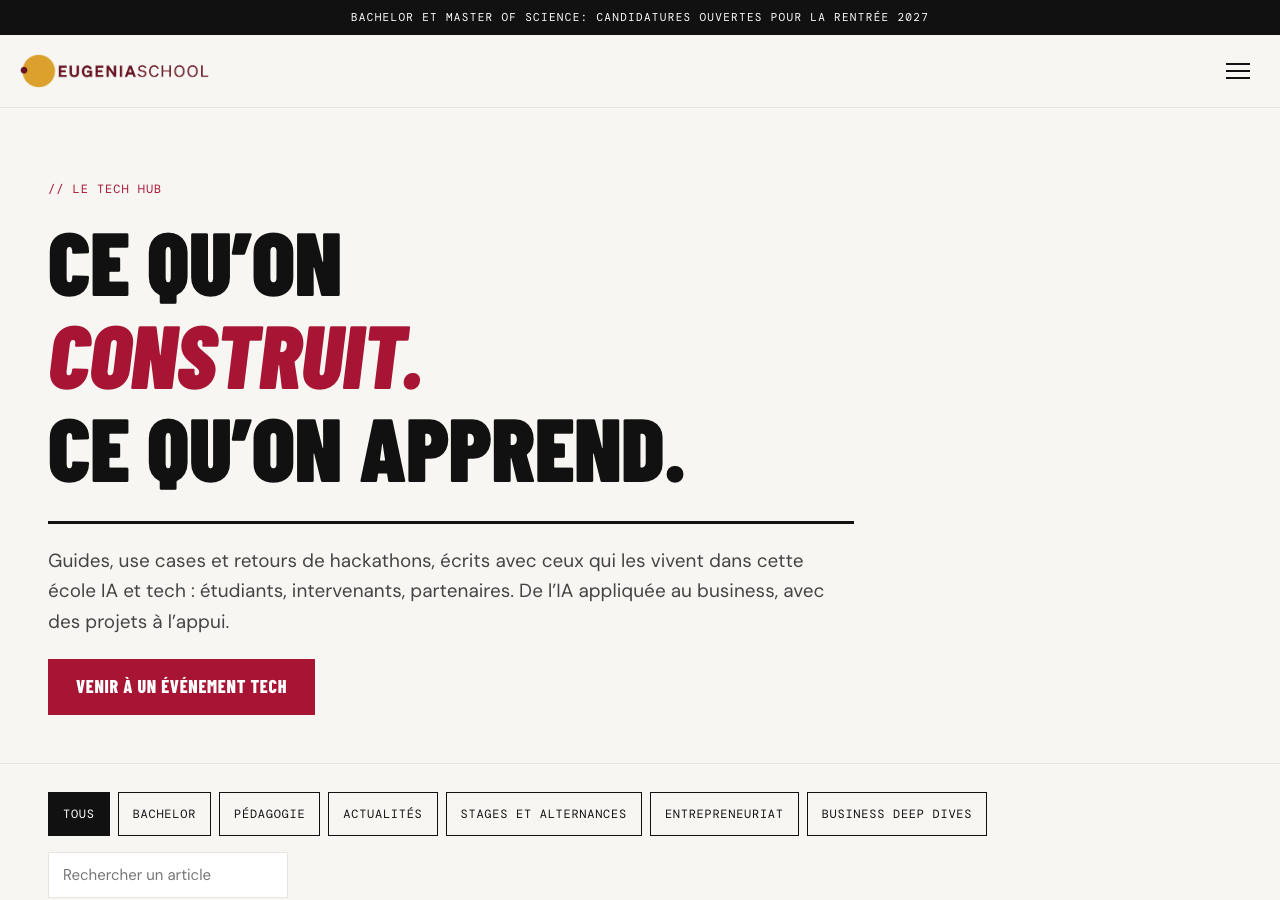 BACHELOR ET MASTER OF SCIENCE: CANDIDATURES OUVERTES POUR LA RENTRÉE 2027
EUGENIASCHOOL
// LE TECH HUB
CE QU’ON
CONSTRUIT.
CE QU’ON APPREND.
Guides, use cases et retours de hackathons, écrits avec ceux qui les vivent dans cette
école IA et tech : étudiants, intervenants, partenaires. De l’IA appliquée au business, avec
des projets à l’appui.
VENIR À UN ÉVÉNEMENT TECH
TOUS BACHELOR PÉDAGOGIE ACTUALITÉS STAGES ET ALTERNANCES ENTREPRENEURIAT BUSINESS DEEP DIVES
Rechercher un article